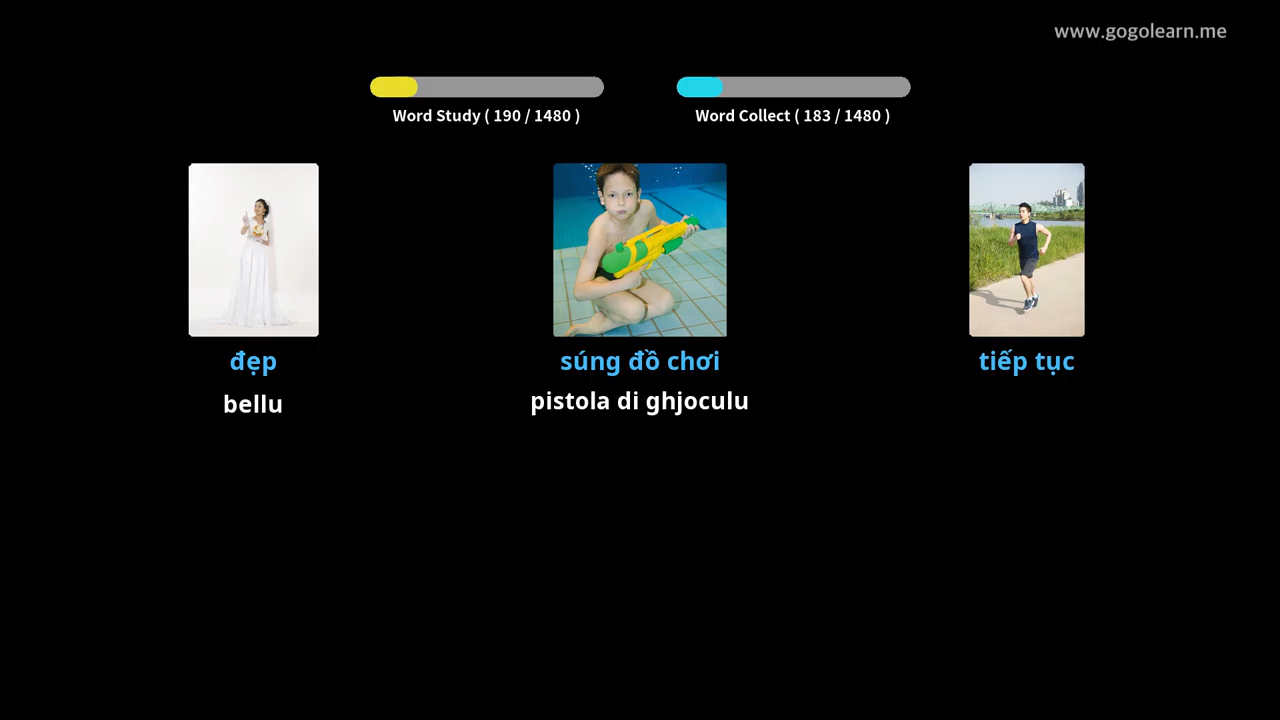 www.gogolearn.me
Word Study ( 190 / 1480 )
Word Collect ( 183 / 1480 )
đẹp
súng đồ chơi
tiếp tục
bellu
pistola di ghjoculu